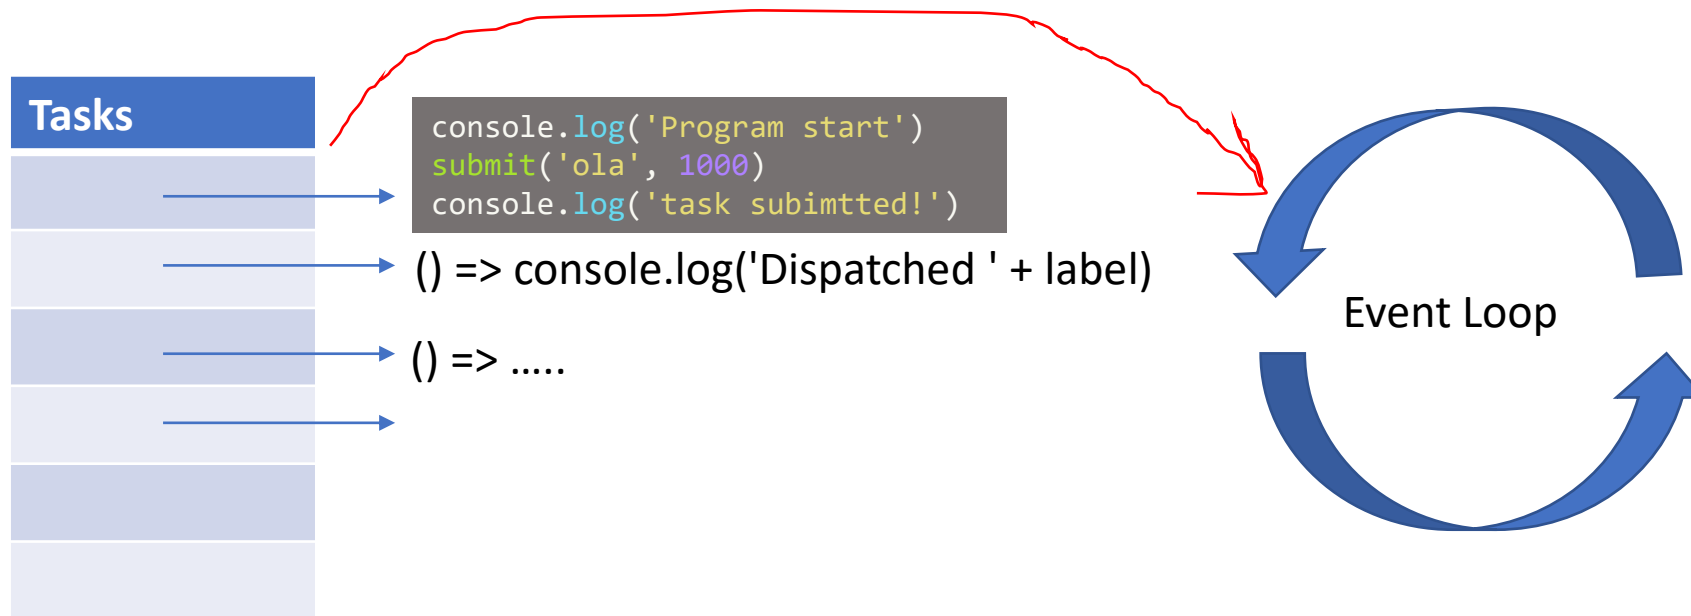 Tasks
console.log('Program start')
submit('ola', 1000)
console.log('task subimtted!')
() => console.log('Dispatched ' + label)
() => .....
Event Loop